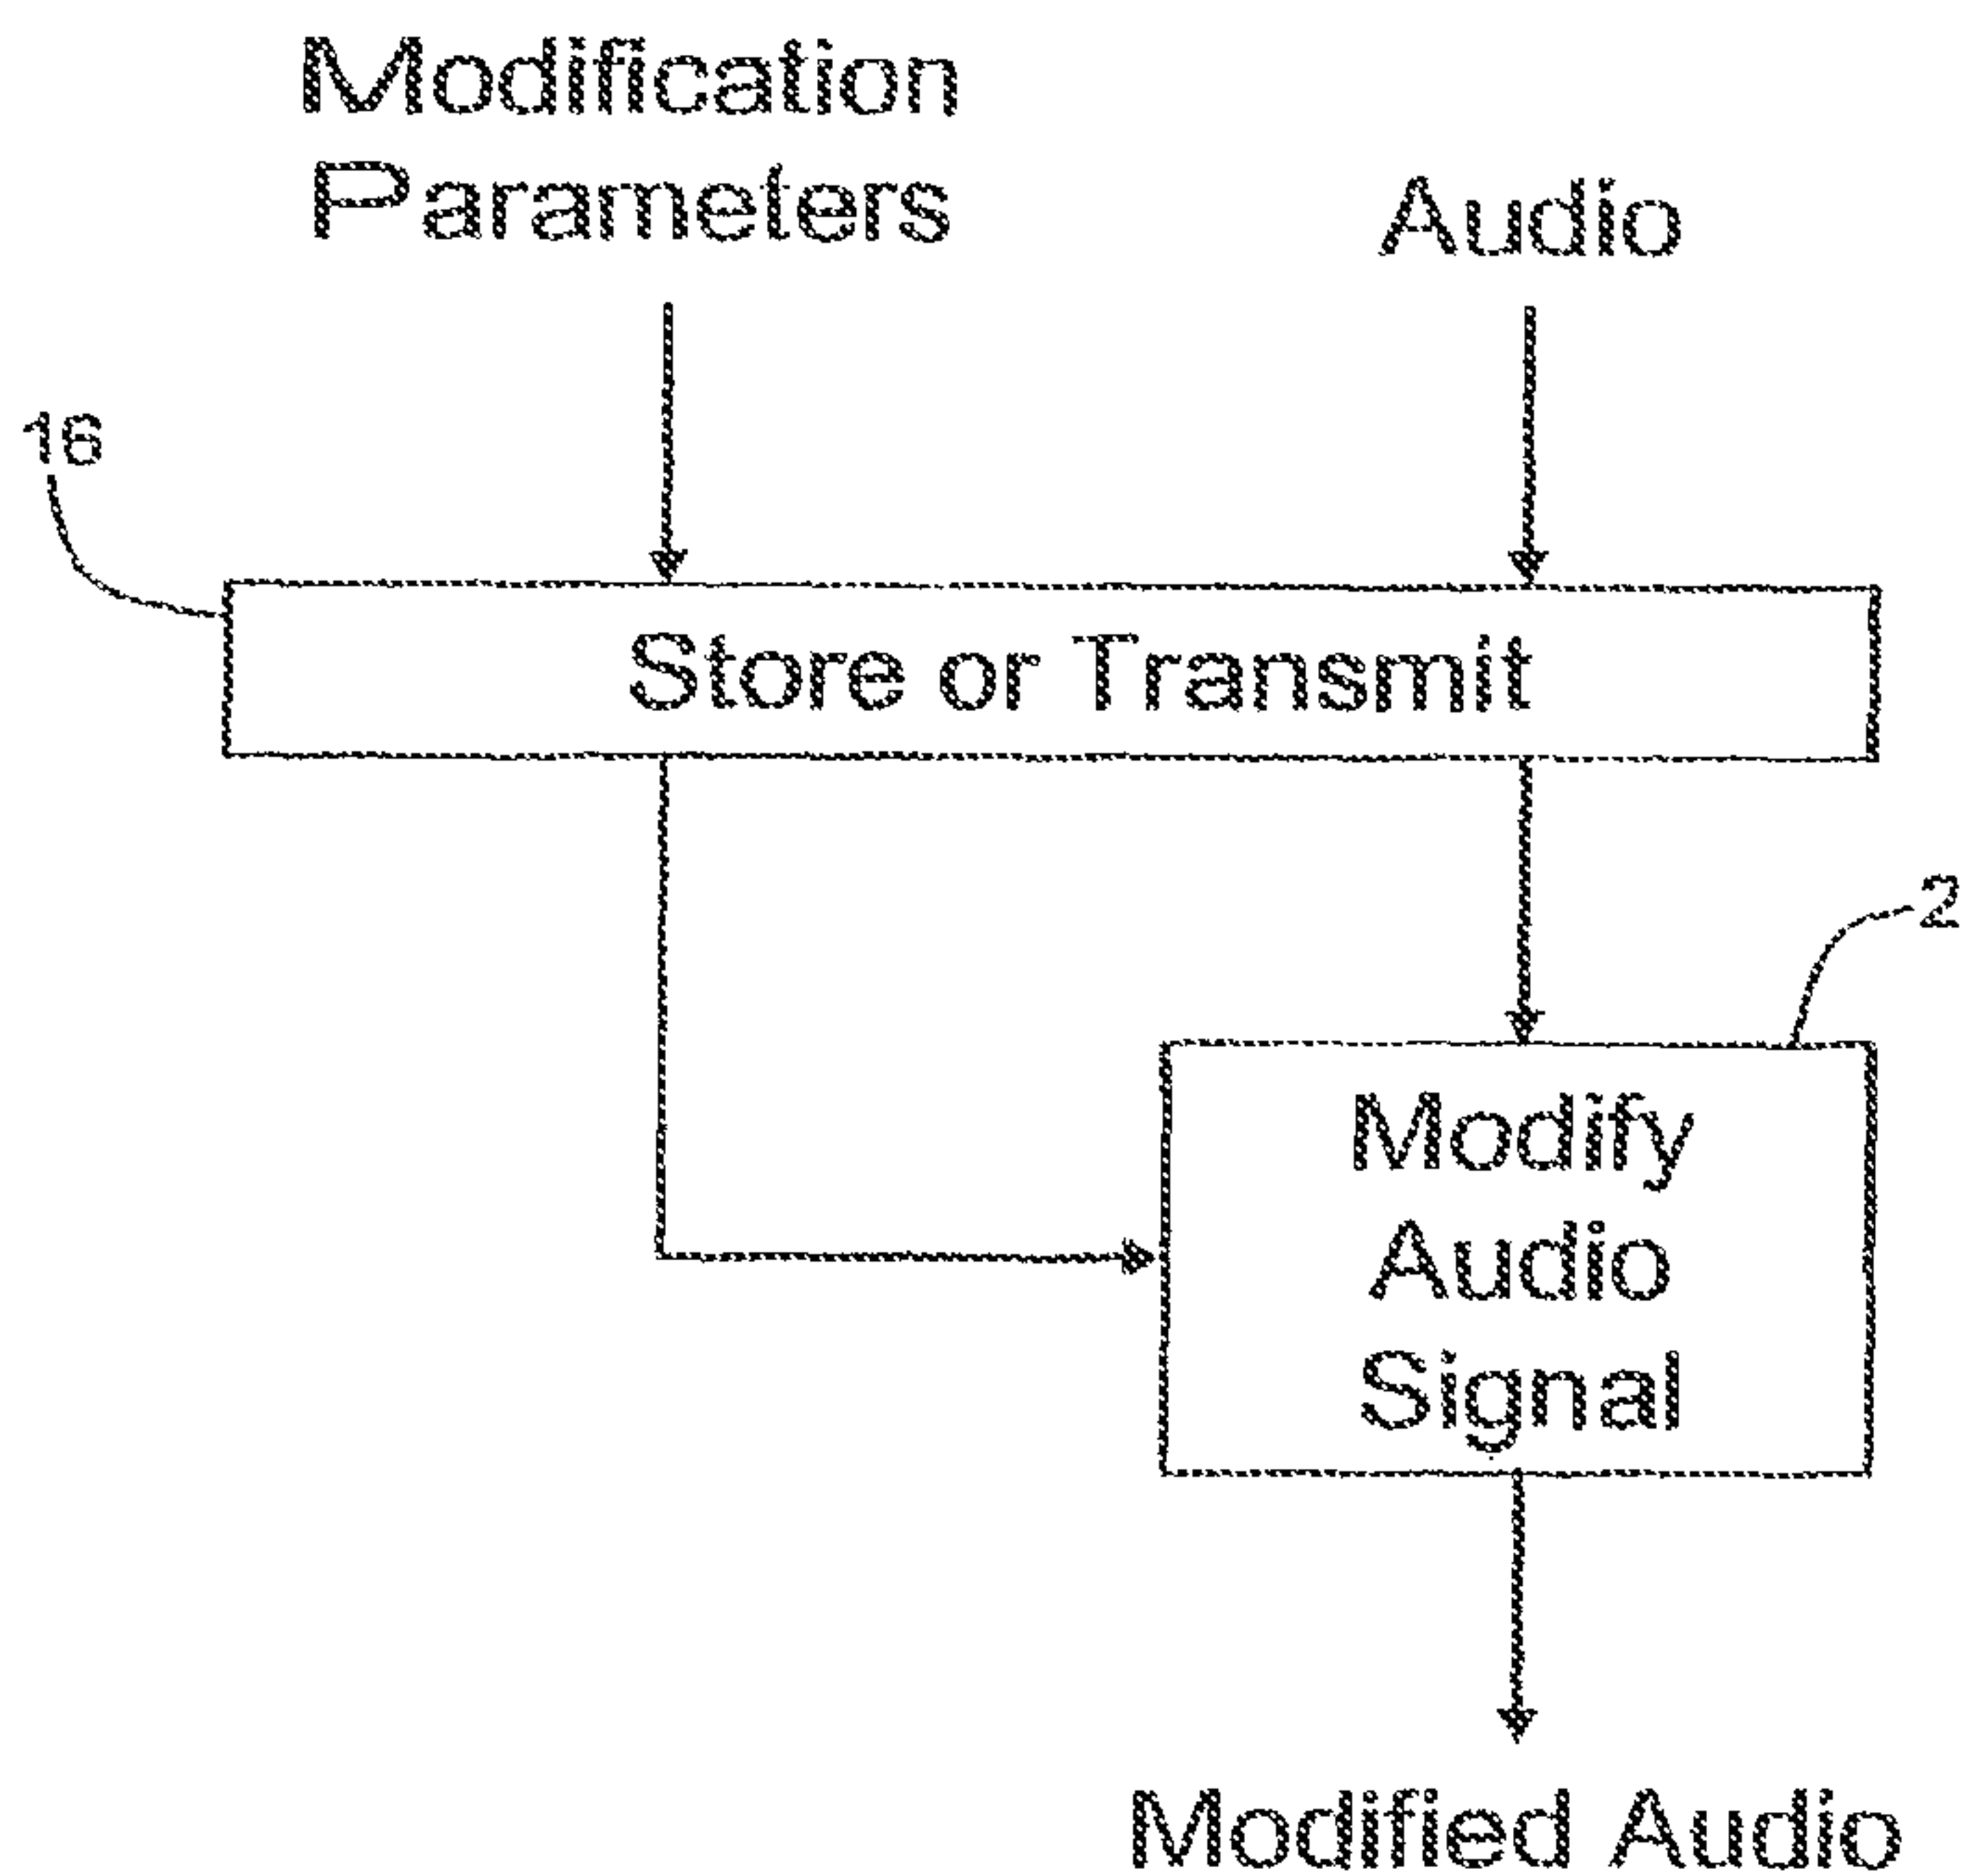 Modification
Parameters
Audio
16
Store or Transmit
2
Modify
Audio
Signal
Modified Audio